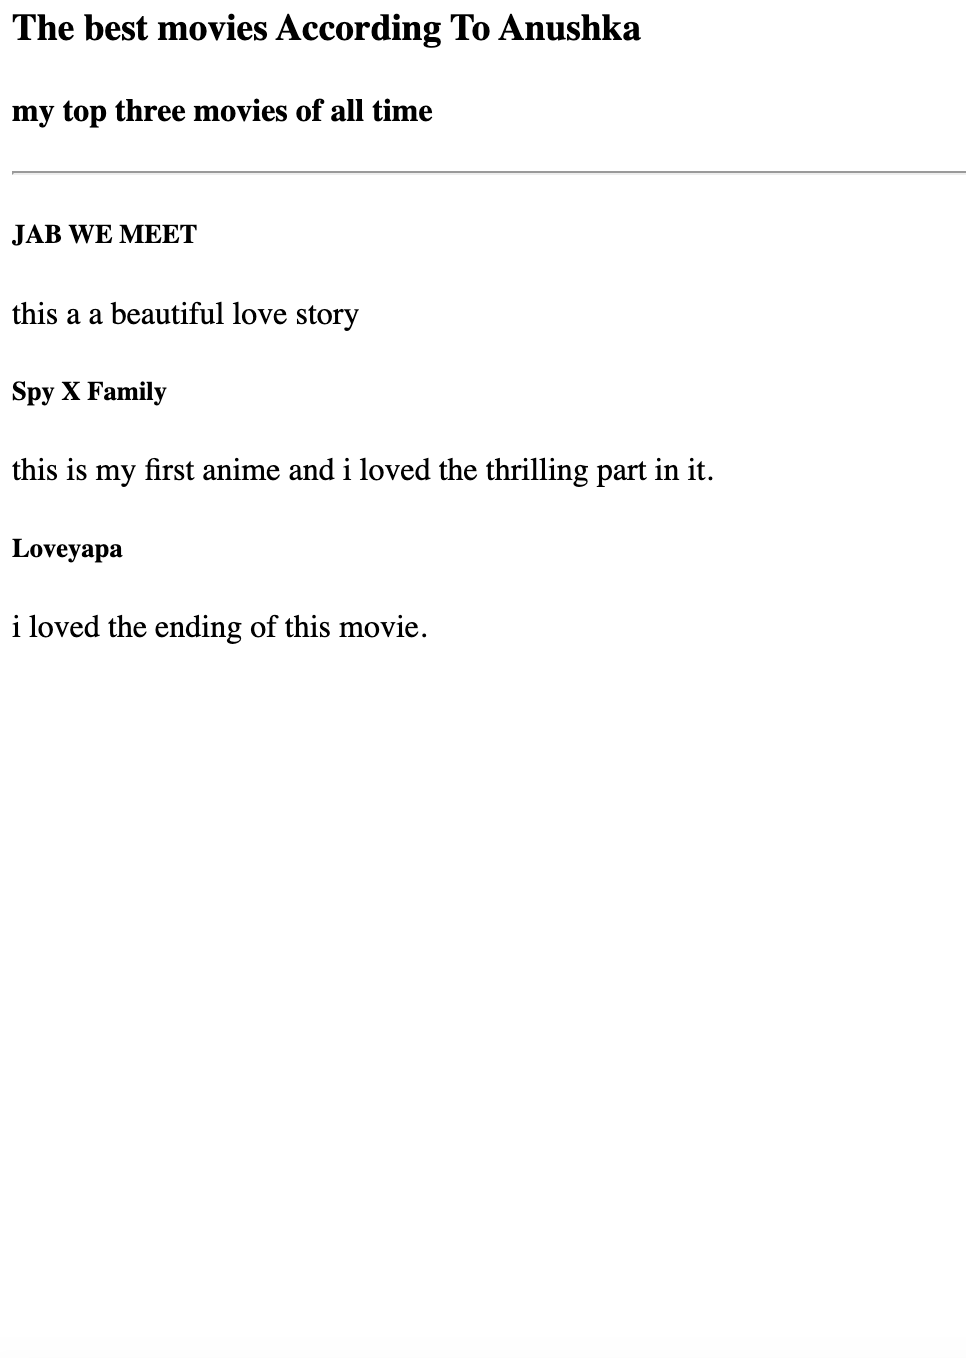 The best movies According To Anushka
my top three movies of all time
JAB WE MEET
this a a beautiful love story
Spy X Family
this is my first anime and i loved the thrilling part in it.
Loveyapa
i loved the ending of this movie.